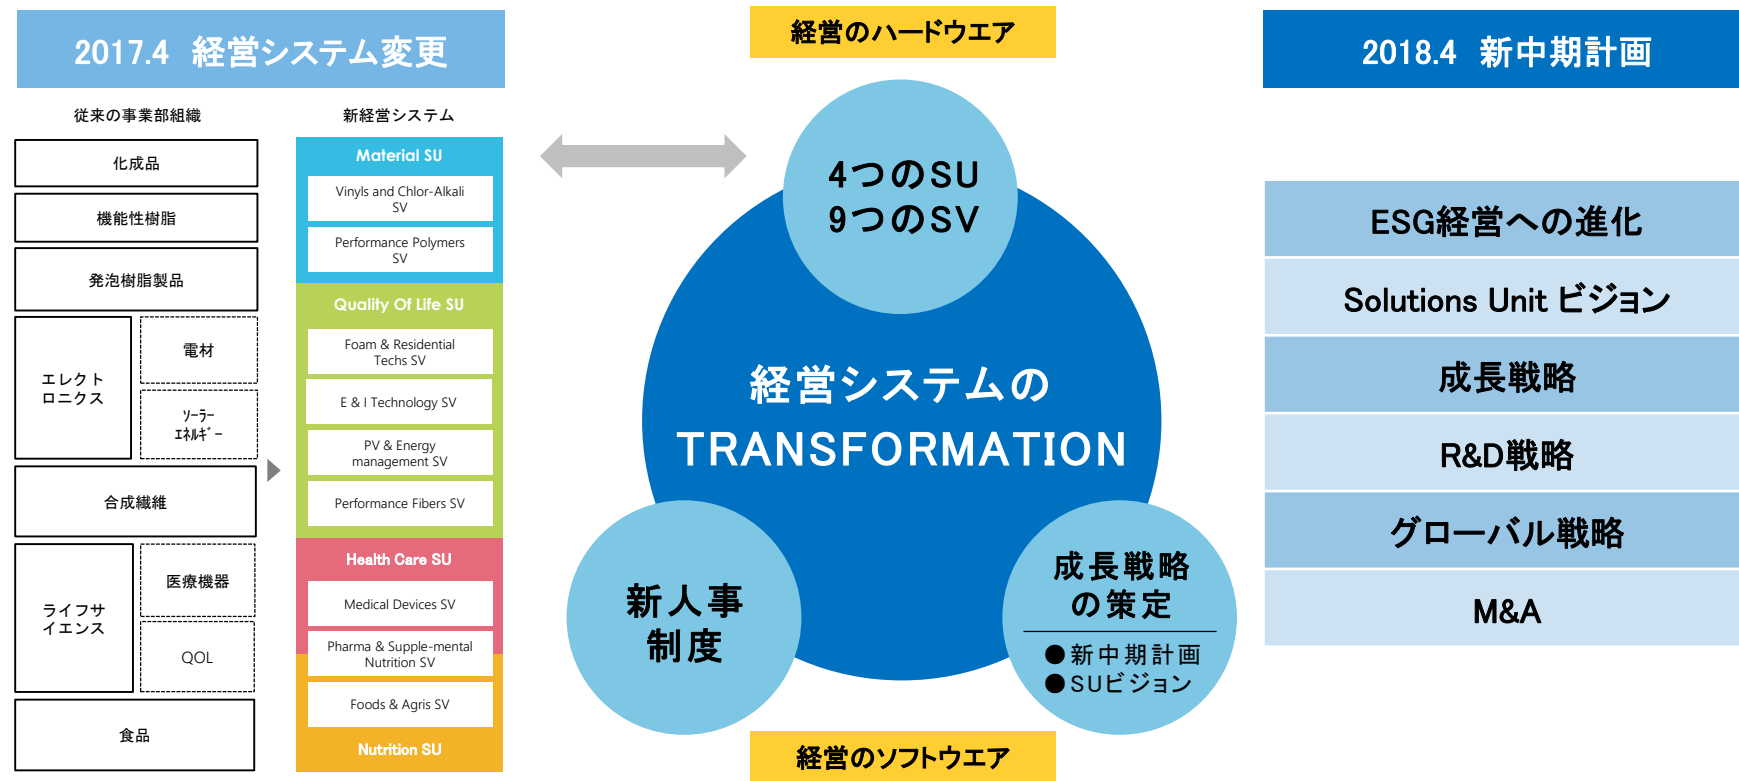 2017.4 経営システム変更
従来の事業部組織
化成品
機能性樹脂
発泡樹脂製品
エレクト
ロニクス
電材
ソーラー
エネルギー
合成繊維
ライフサ
イエンス
医療機器
QOL
食品
新経営システム
Material SU
Vinyls and Chlor-Alkali
SV
Performance Polymers
SV
Quality Of Life SU
Foam & Residential
Techs SV
E & I Technology SV
PV & Energy
management SV
Performance Fibers SV
Health Care SU
Medical Devices SV
Pharma & Supple-mental
Nutrition SV
Foods & Agris SV
Nutrition SU
経営のハードウエア
4つのSU
9つのSV
経営システムの
TRANSFORMATION
新人事
制度
成長戦略
の策定
●新中期計画
●SUビジョン
経営のソフトウエア
2018.4 新中期計画
ESG経営への進化
Solutions Unit ビジョン
成長戦略
R&D戦略
グローバル戦略
M&A